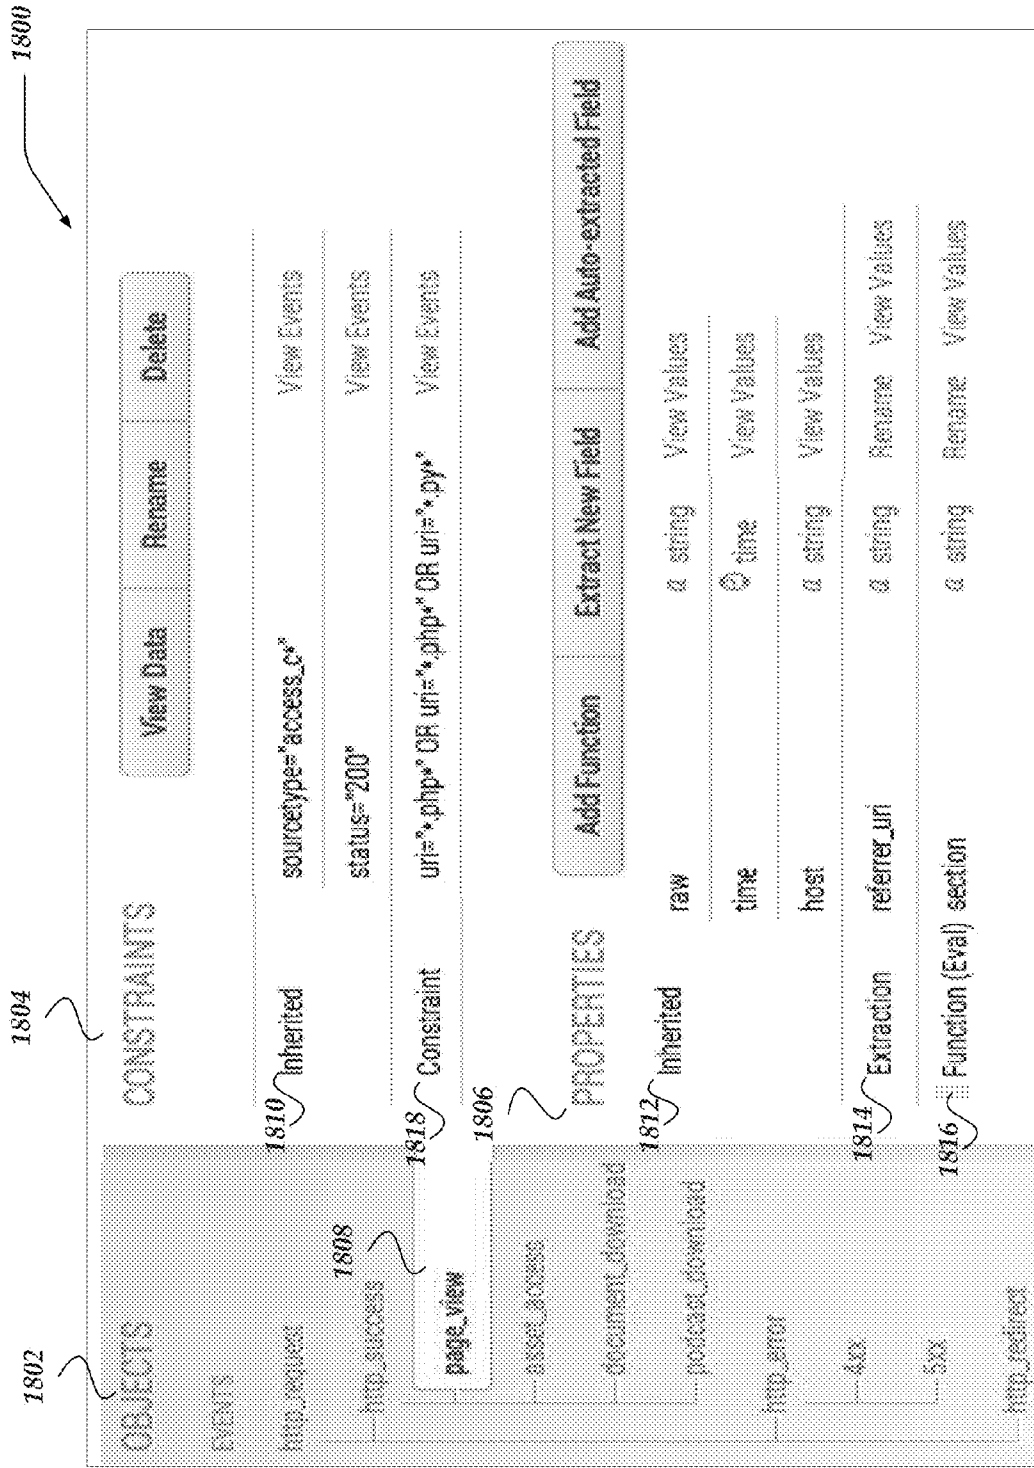 1800
1802
OBJECTS
EVENTS
http_request
http_success
1808
page_view
asset_access
document_download
podcast_download
http_error
4xx
5xx
http_redirect
1804
CONSTRAINTS
View Data Rename Delete
1810
Inherited sourcetype="access_c*" View Events
status="200" View Events
1818
Constraint uri="*.php*" OR uri="*.php*" OR uri="*.py*" View Events
1806
PROPERTIES
Add Function Extract New Field Add Auto-extracted Field
1812
Inherited raw a string View Values
time time View Values
host a string View Values
1814
Extraction referrer_uri a string Rename View Values
1816
Function (Eval) section a string Rename View Values